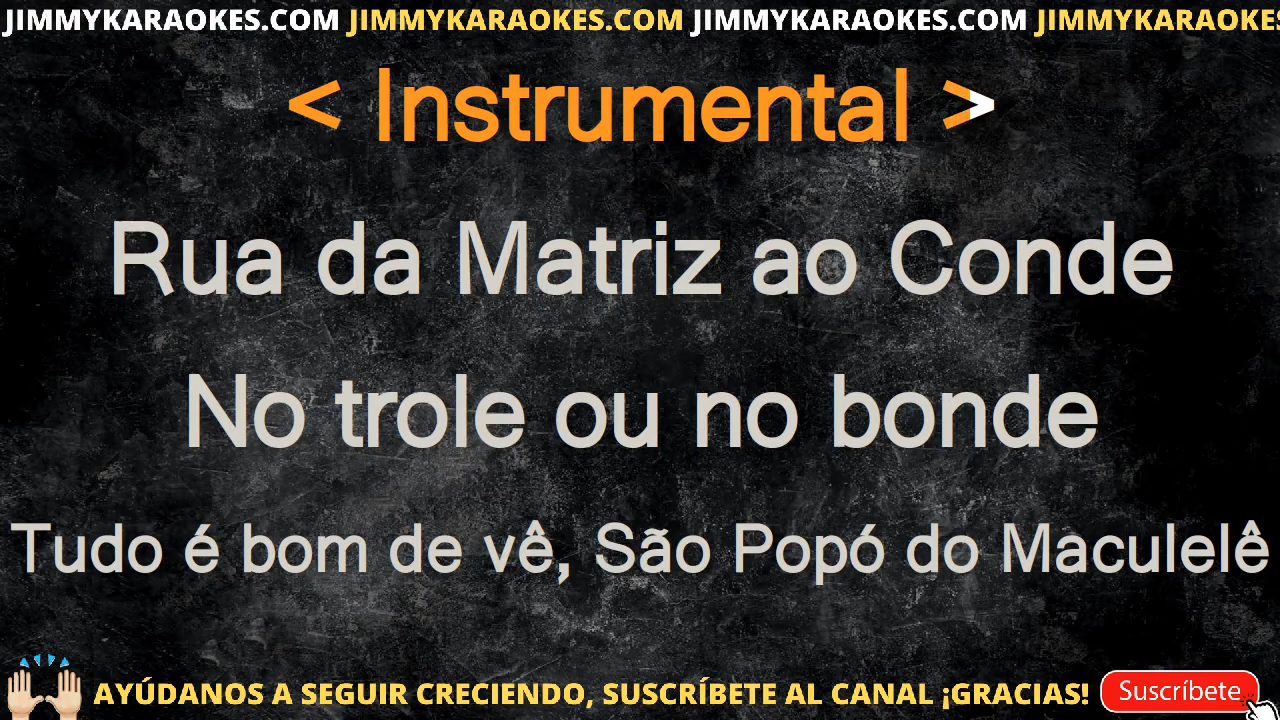 JIMMYKARAOKES.COM JIMMYKARAOKES.COM JIMMYKARAOKES.COM JIMMYKARAOKES
< Instrumental >
Rua da Matriz ao Conde
No trole ou no bonde
Tudo é bom de vê, São Popó do Maculelê
AYÚDANOS A SEGUIR CRECIENDO, SUSCRÍBETE AL CANAL ¡GRACIAS! Suscríbete